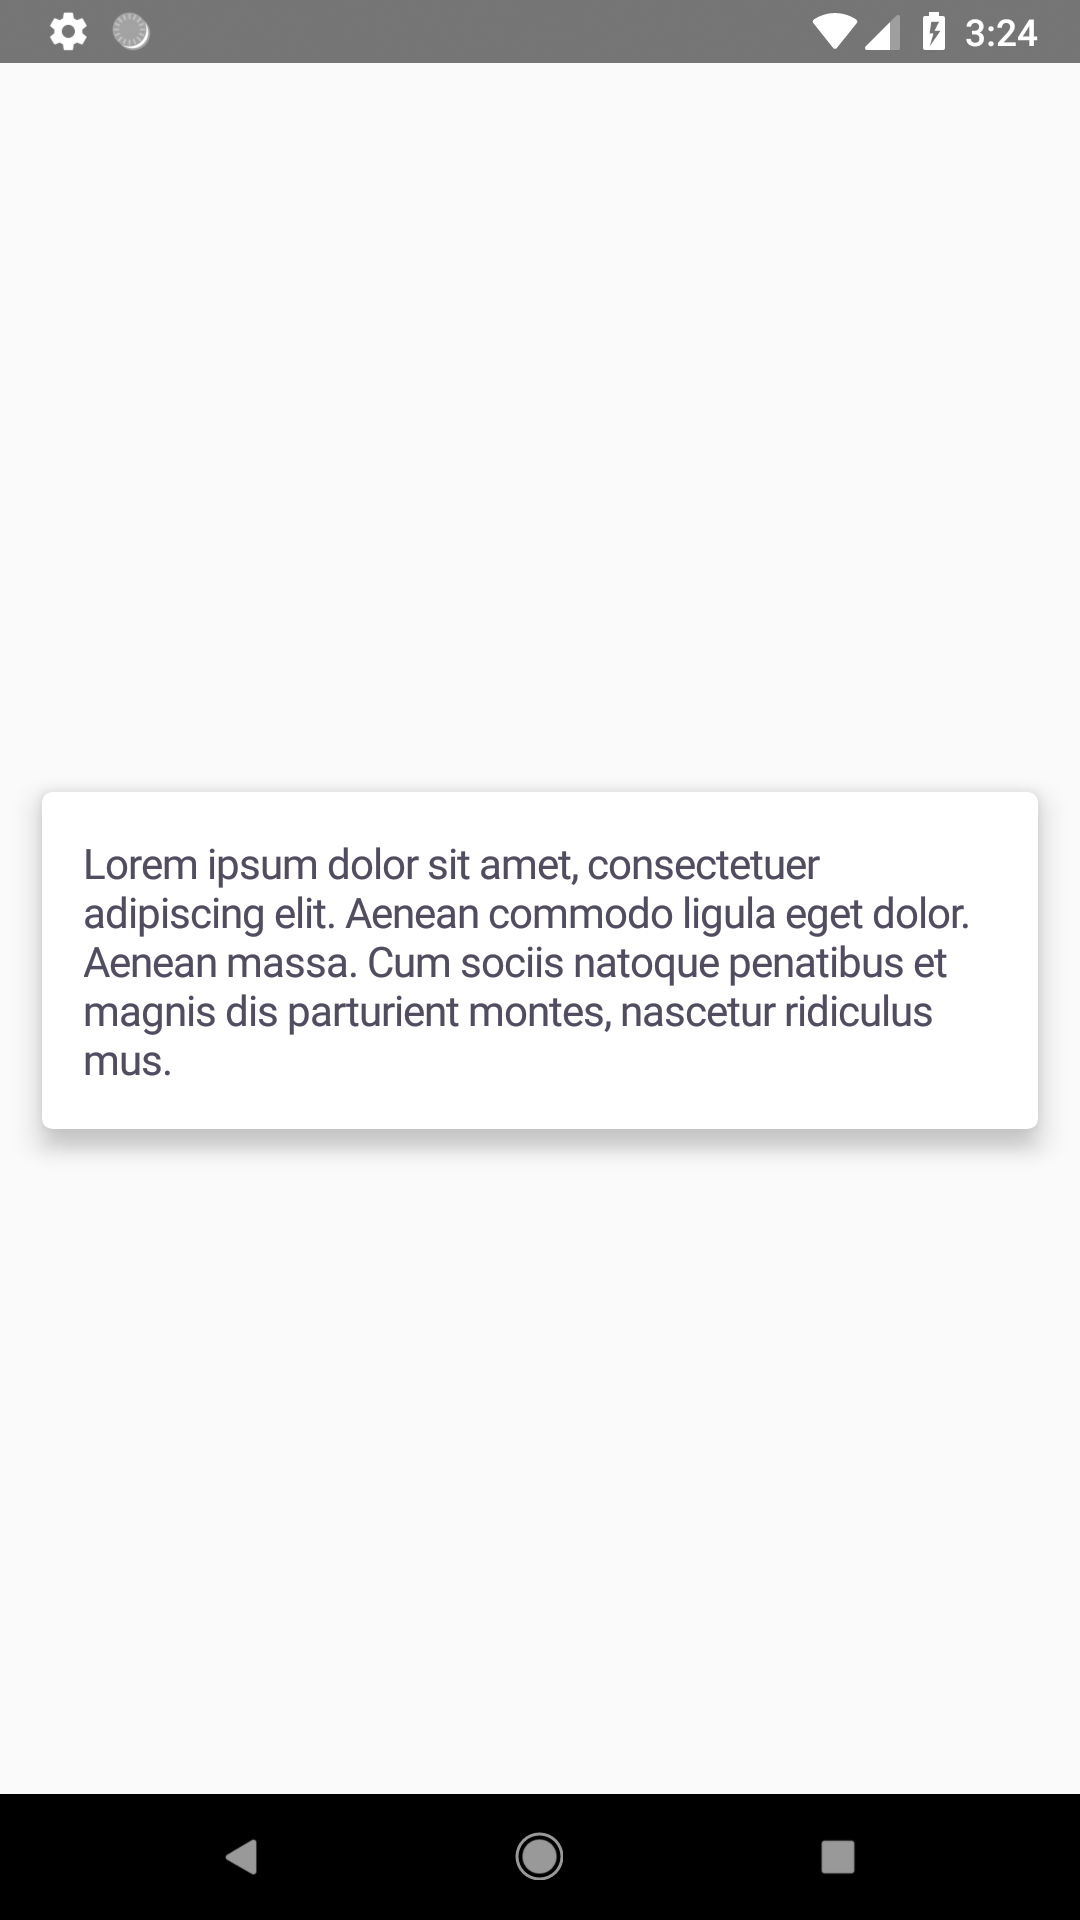 3:24
Lorem ipsum dolor sit amet, consectetuer
adipiscing elit. Aenean commodo ligula eget dolor.
Aenean massa. Cum sociis natoque penatibus et
magnis dis parturient montes, nascetur ridiculus
mus.